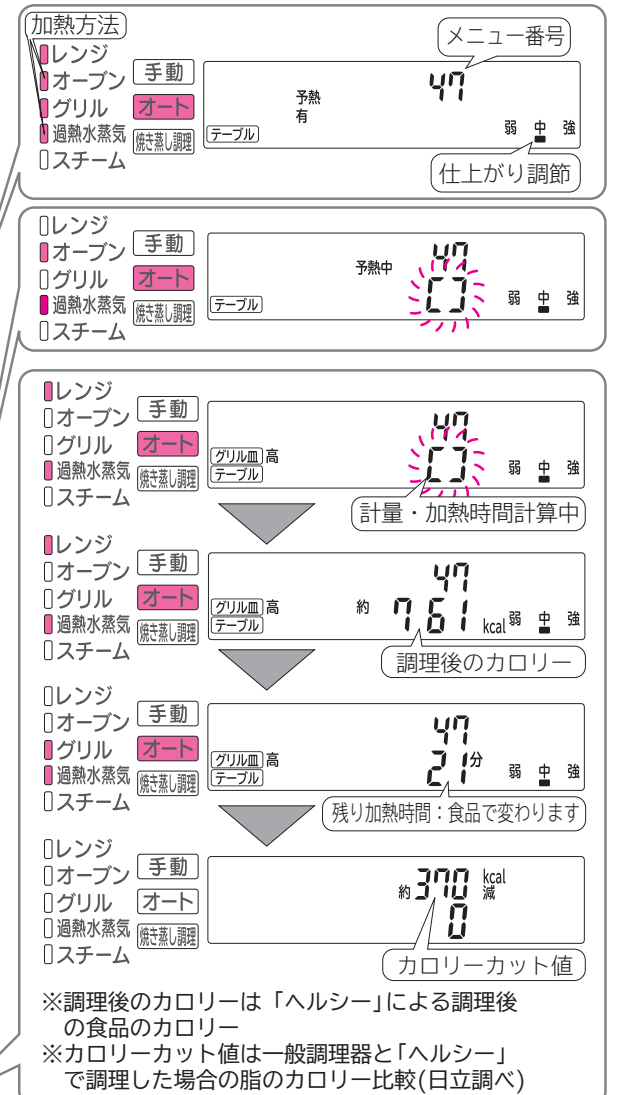 加熱方法
レンジ
オーブン
グリル
過熱水蒸気
スチーム
手動
オート
焼き蒸し調理
メニュー番号
47
予熱
有
テーブル
弱 中 強
仕上がり調節
レンジ
オーブン
グリル
過熱水蒸気
スチーム
手動
オート
焼き蒸し調理
47
予熱中
テーブル
弱 中 強
レンジ
オーブン
グリル
過熱水蒸気
スチーム
手動
オート
焼き蒸し調理
47
グリル皿 高
テーブル
弱 中 強
計量・加熱時間計算中
レンジ
オーブン
グリル
過熱水蒸気
スチーム
手動
オート
焼き蒸し調理
47
グリル皿 高
テーブル
約 761 kcal
弱 中 強
調理後のカロリー
レンジ
オーブン
グリル
過熱水蒸気
スチーム
手動
オート
焼き蒸し調理
47
グリル皿 高
テーブル
21分
弱 中 強
残り加熱時間：食品で変わります
レンジ
オーブン
グリル
過熱水蒸気
スチーム
手動
オート
焼き蒸し調理
約370 kcal減
0
カロリーカット値
※調理後のカロリーは「ヘルシー」による調理後
の食品のカロリー
※カロリーカット値は一般調理器と「ヘルシー」
で調理した場合の脂のカロリー比較(日立調べ)